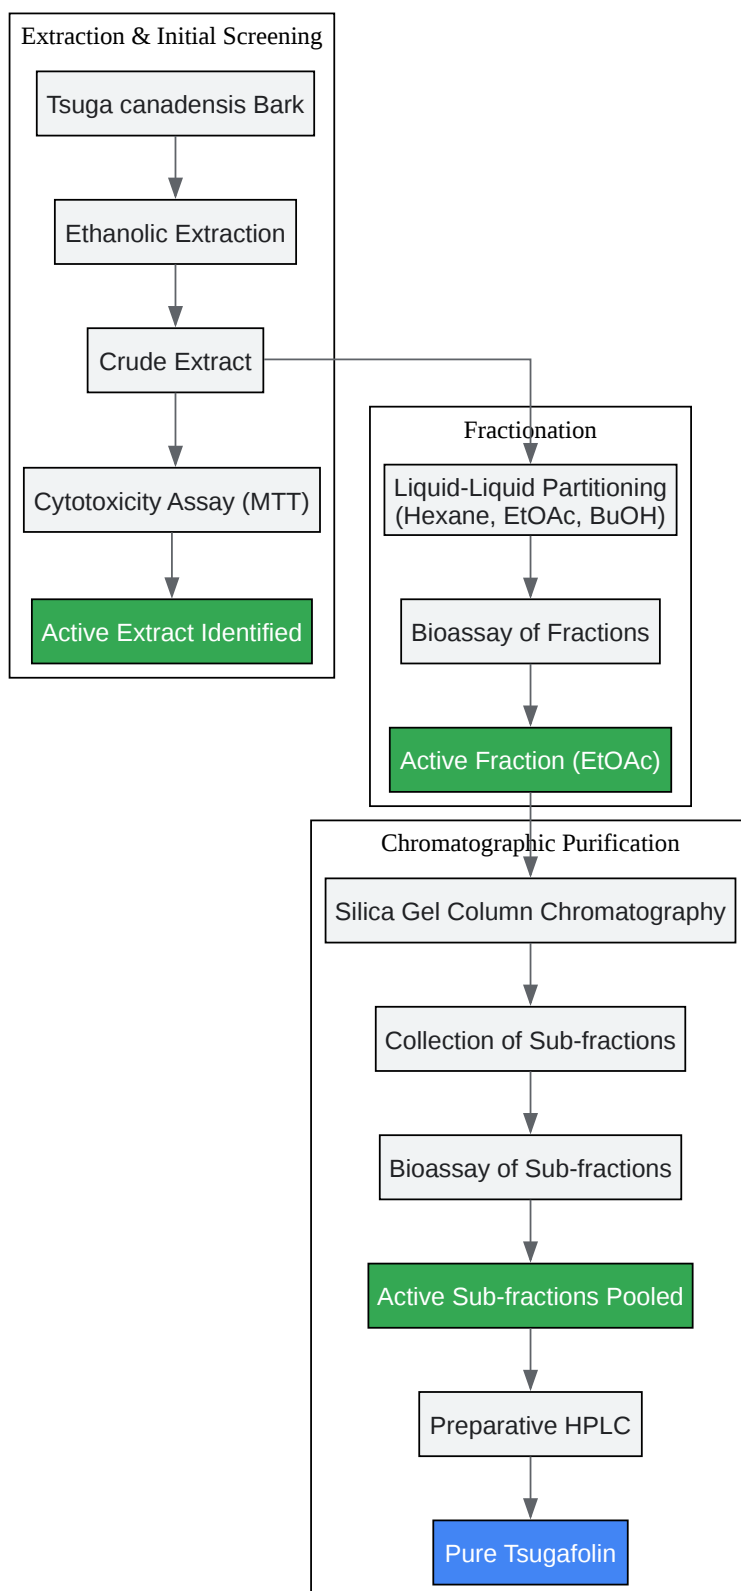 Extraction & Initial Screening
Tsuga canadensis Bark
Ethanolic Extraction
Crude Extract
Cytotoxicity Assay (MTT)
Active Extract Identified
Fractionation
Liquid-Liquid Partitioning
(Hexane, EtOAc, BuOH)
Bioassay of Fractions
Active Fraction (EtOAc)
Chromatographic Purification
Silica Gel Column Chromatography
Collection of Sub-fractions
Bioassay of Sub-fractions
Active Sub-fractions Pooled
Preparative HPLC
Pure Tsugafolin